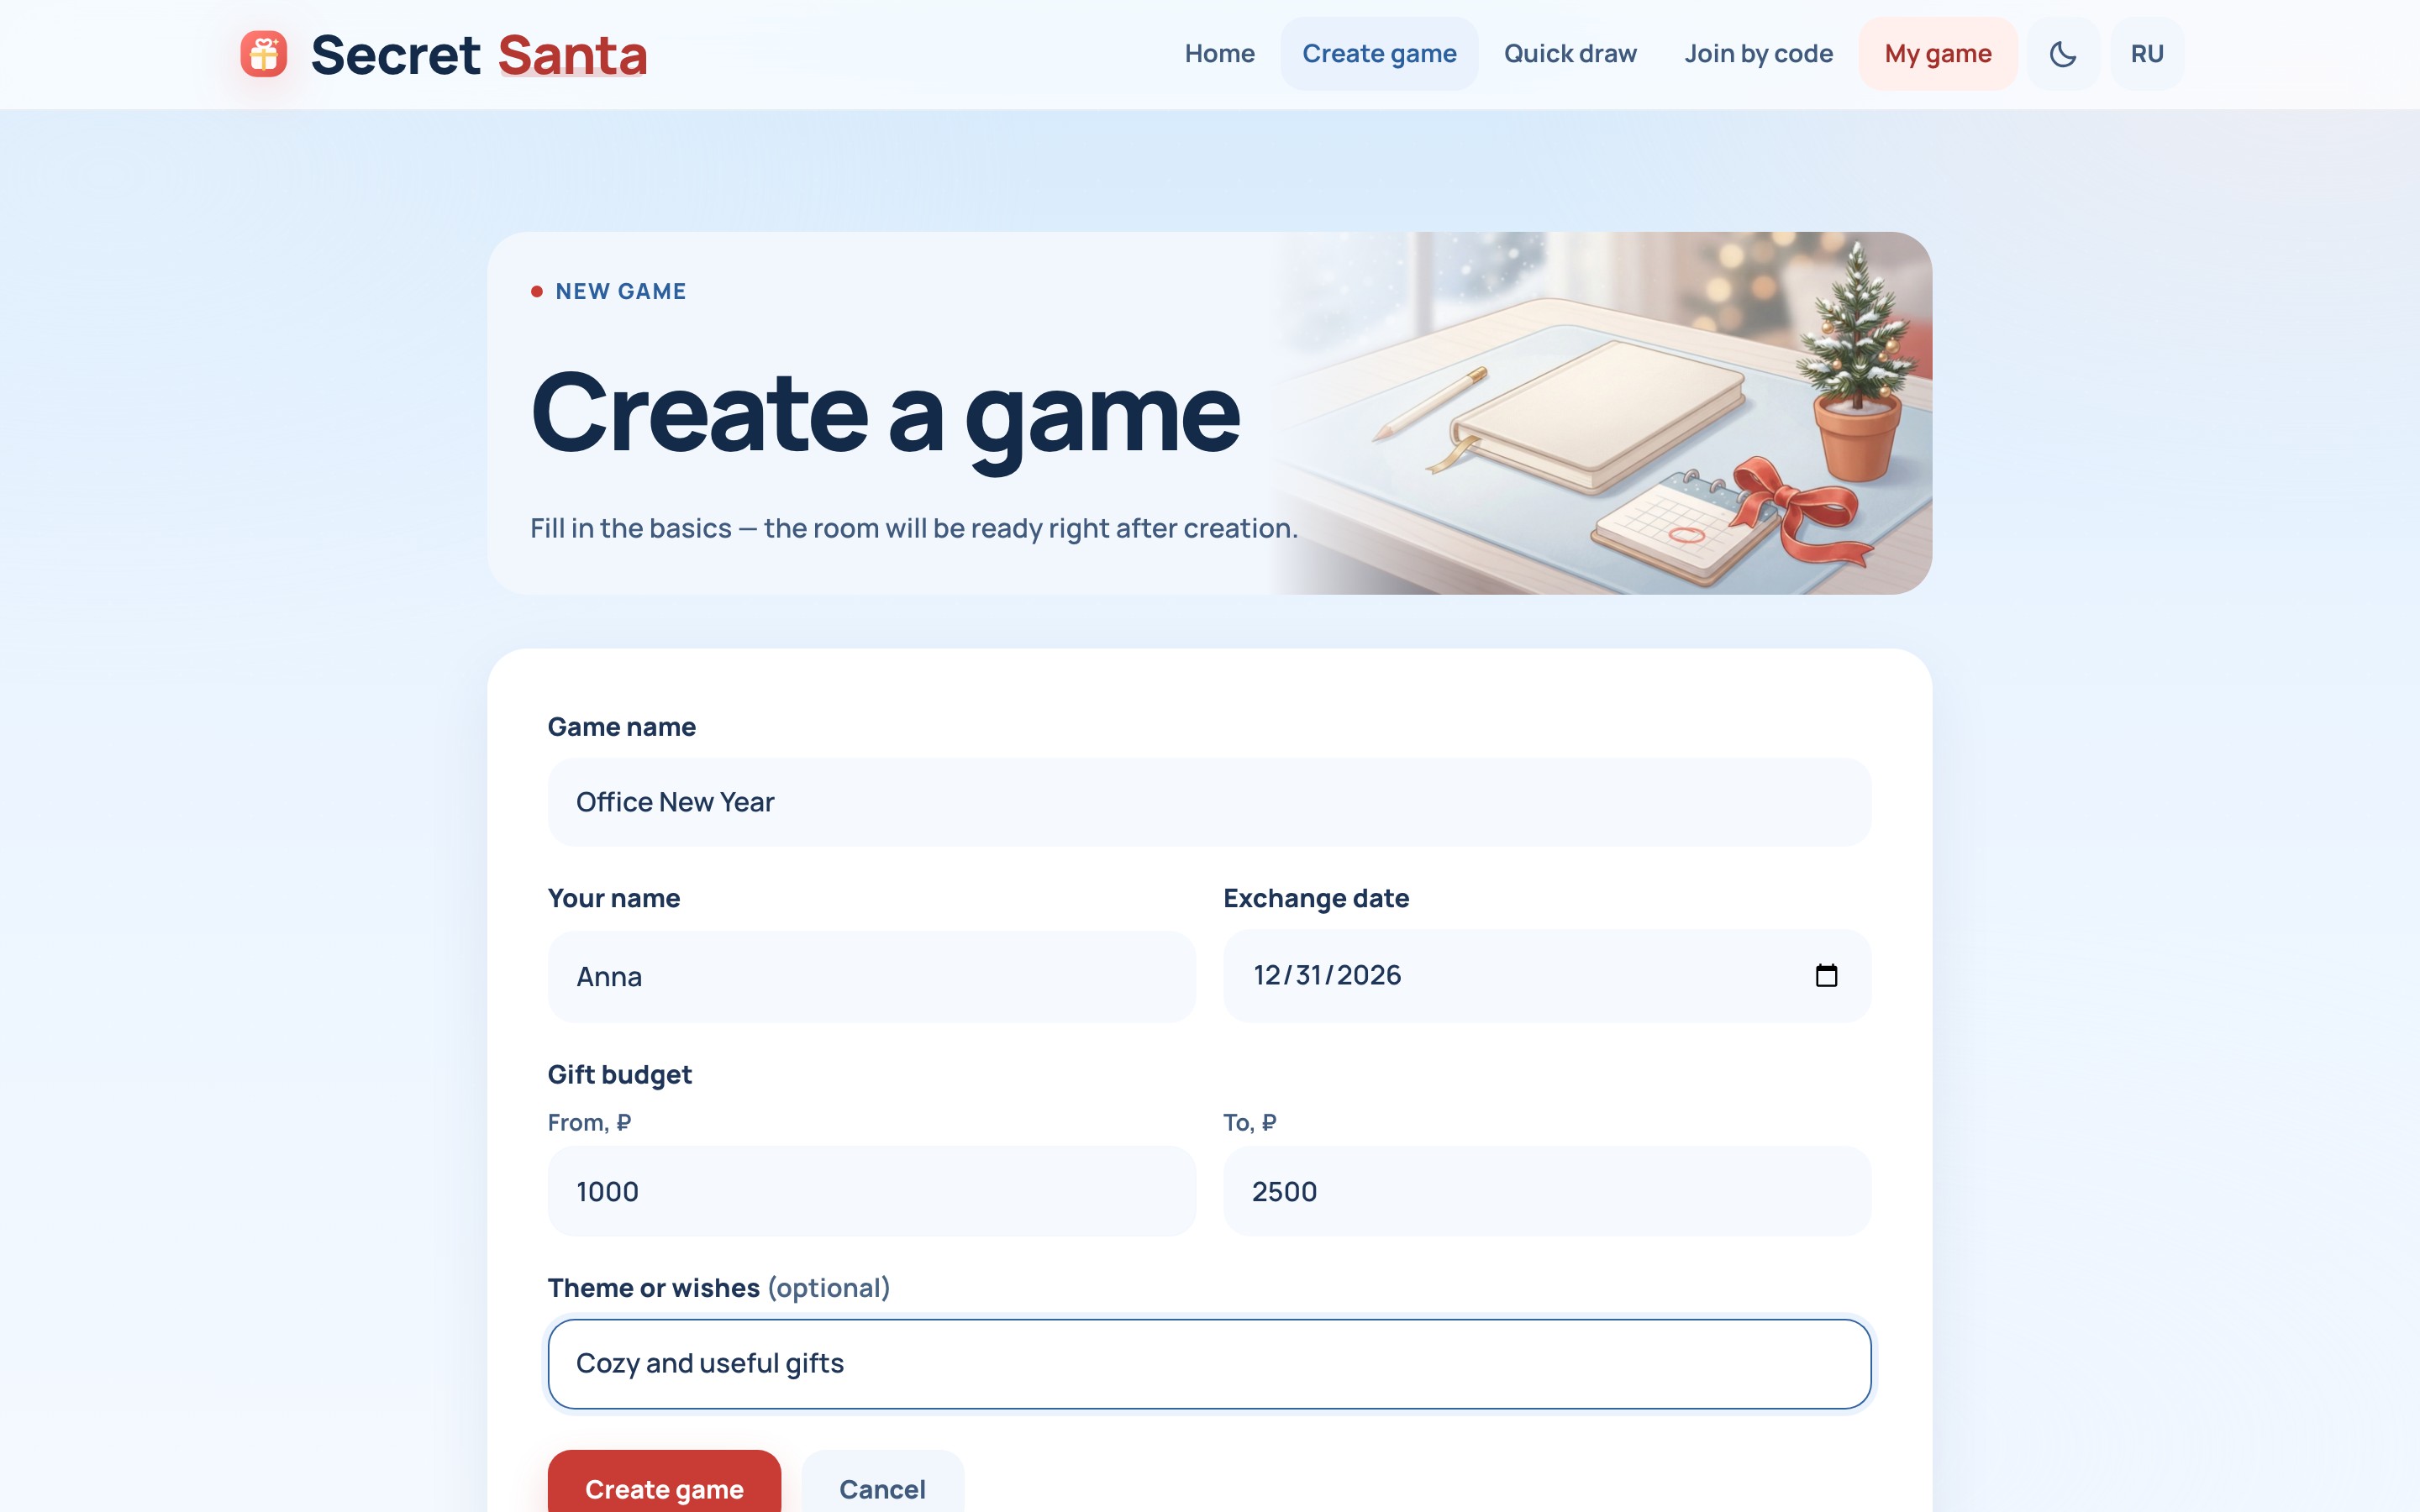 Secret Santa
Home
Create game
Quick draw
Join by code
My game
RU
NEW GAME
Create a game
Fill in the basics — the room will be ready right after creation.
Game name
Office New Year
Your name
Exchange date
Anna
12/31/2026
Gift budget
From, ₽
To, ₽
1000
2500
Theme or wishes (optional)
Cozy and useful gifts
Create game
Cancel